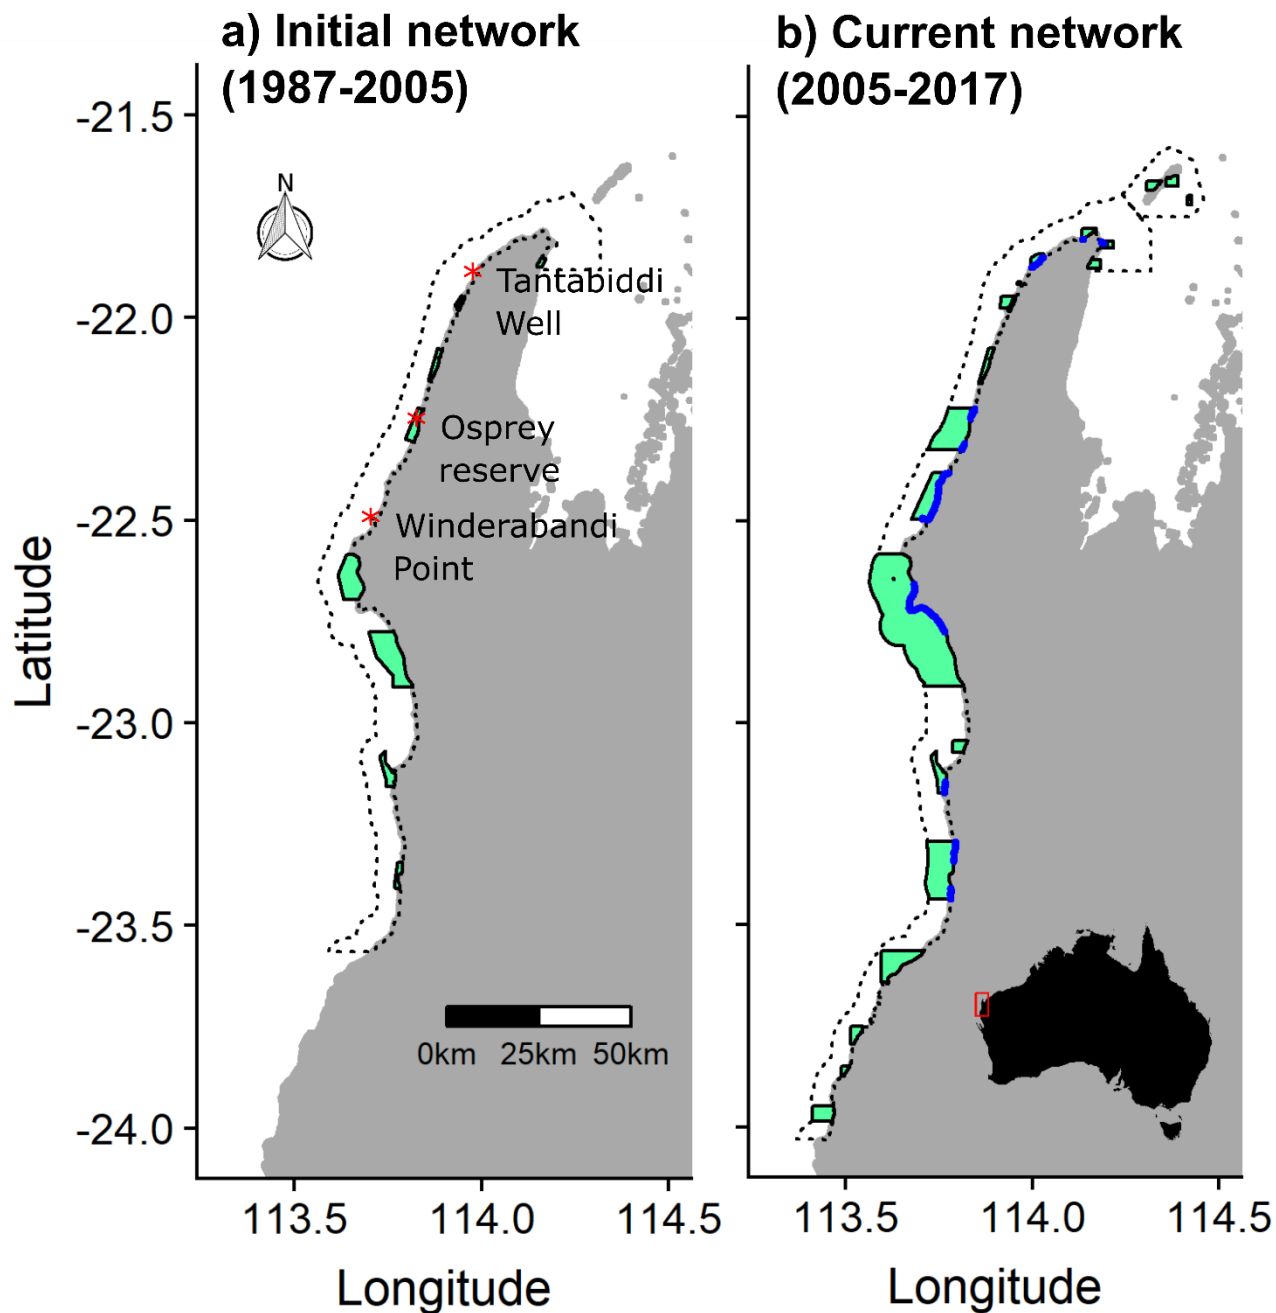 a) Initial network
(1987-2005)
b) Current network
(2005-2017)
Latitude
-21.5
-22.0
-22.5
-23.0
-23.5
-24.0
N
Tantabiddi
Well
Osprey
reserve
Winderabandi
Point
0km 25km 50km
113.5 114.0 114.5
113.5 114.0 114.5
Longitude
Longitude